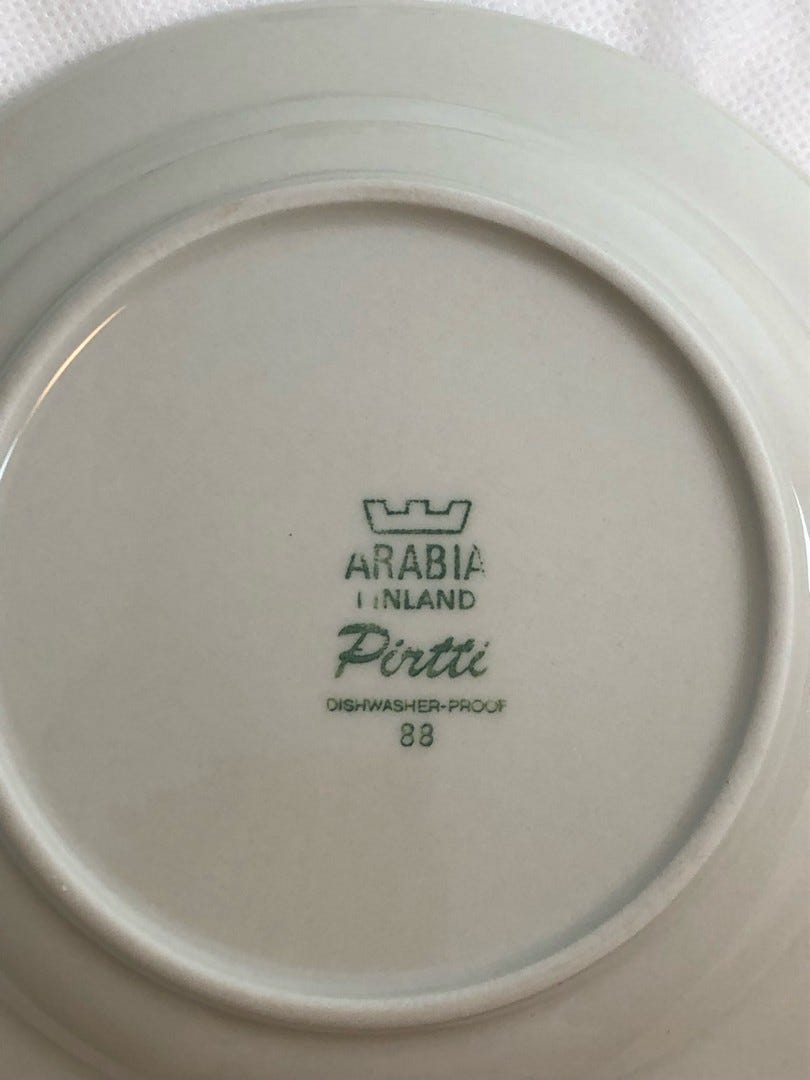 ARABIA
FINLAND
Pirtti
DISHWASHER-PROOF
88